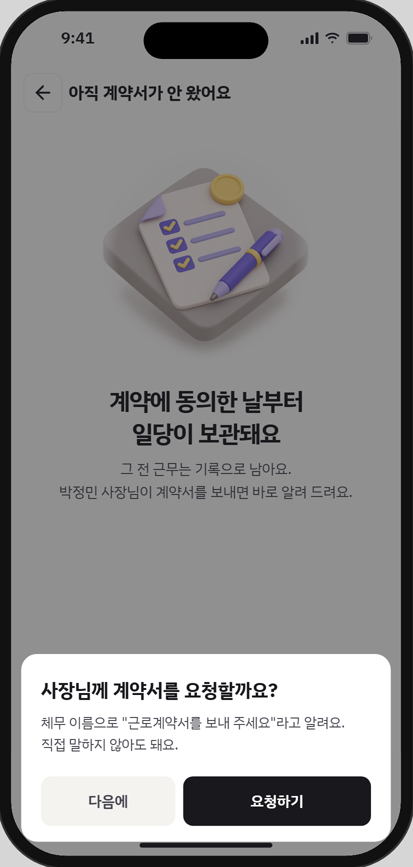 9:41
아직 계약서가 안 왔어요
계약에 동의한 날부터
일당이 보관돼요
그 전 근무는 기록으로 남아요.
박정민 사장님이 계약서를 보내면 바로 알려 드려요.
사장님께 계약서를 요청할까요?
체무 이름으로 "근로계약서를 보내 주세요"라고 알려요.
직접 말하지 않아도 돼요.
다음에
요청하기